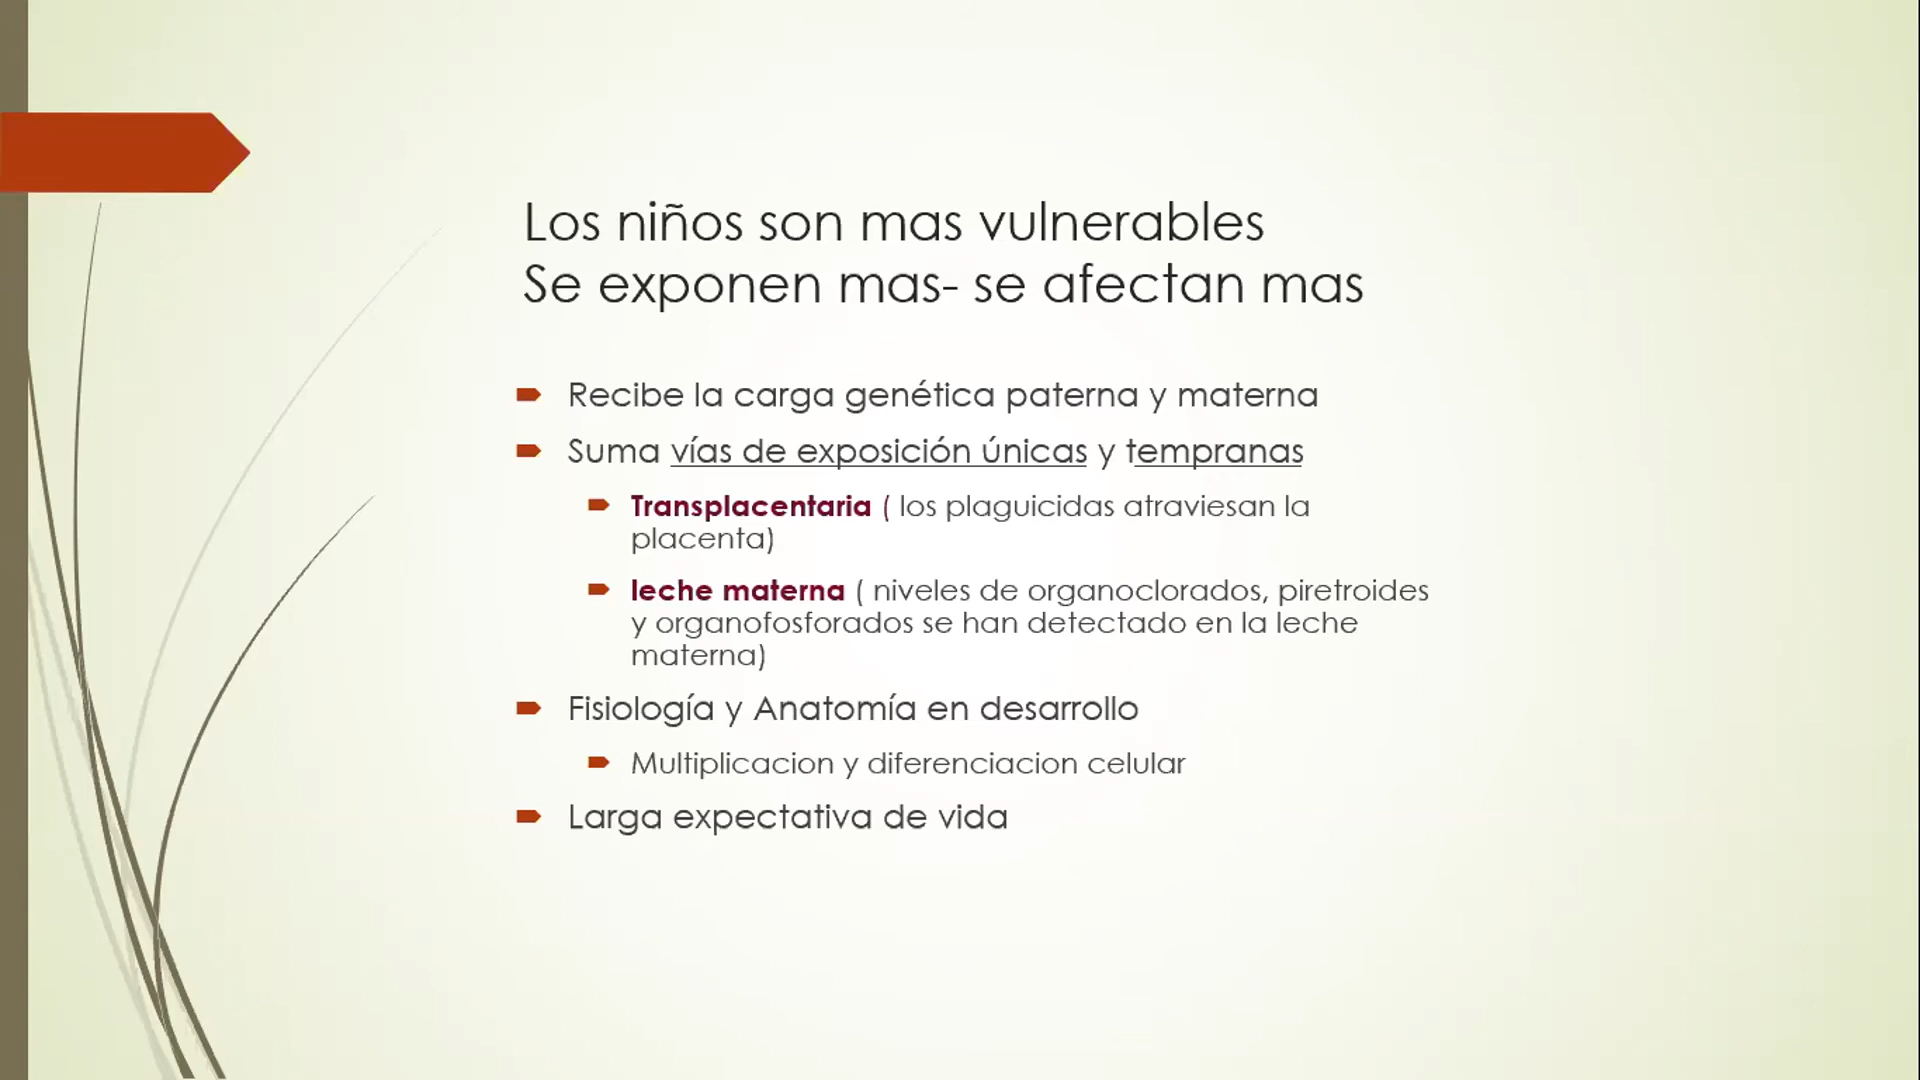 Los niños son mas vulnerables
Se exponen mas- se afectan mas
Recibe la carga genética paterna y materna
Suma vías de exposición únicas y tempranas
Transplacentaria ( los plaguicidas atraviesan la
placenta)
leche materna ( niveles de organoclorados, piretroides
y organofosforados se han detectado en la leche
materna)
Fisiología y Anatomía en desarrollo
Multiplicacion y diferenciacion celular
Larga expectativa de vida